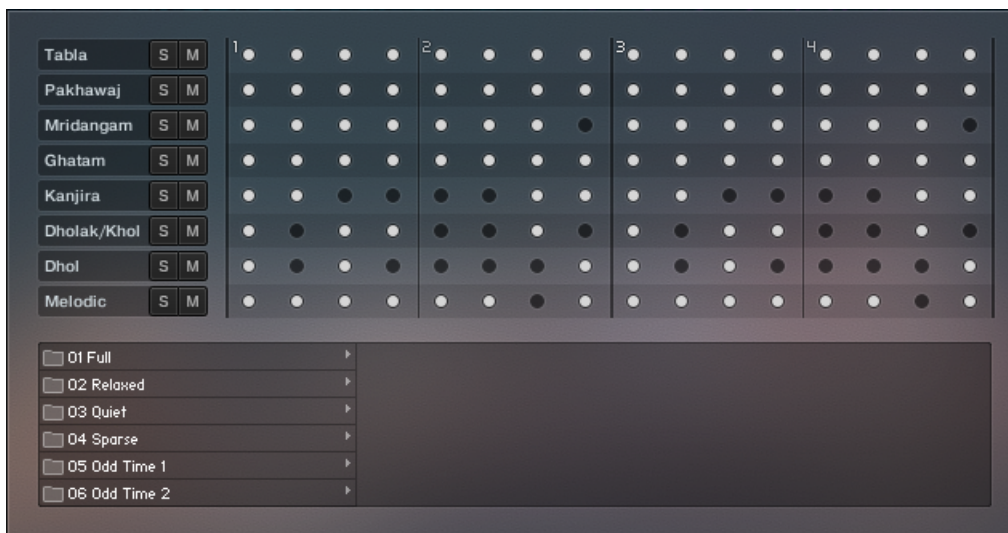 1 2 3 4
Tabla S M
Pakhawaj S M
Mridangam S M
Ghatam S M
Kanjira S M
Dholak/Khol S M
Dhol S M
Melodic S M
01 Full
02 Relaxed
03 Quiet
04 Sparse
05 Odd Time 1
06 Odd Time 2